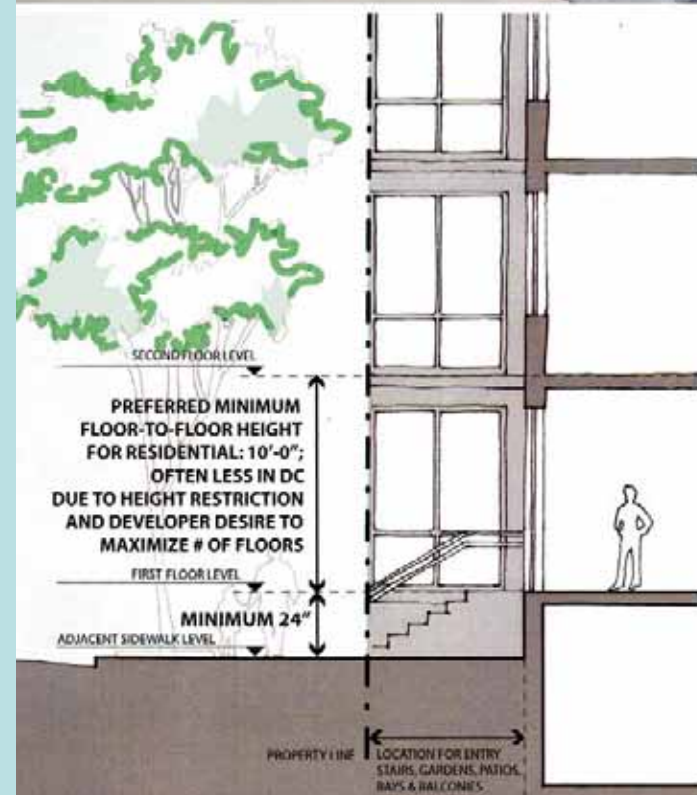 SECOND FLOOR LEVEL
PREFERRED MINIMUM
FLOOR-TO-FLOOR HEIGHT
FOR RESIDENTIAL: 10'-0";
OFTEN LESS IN DC
DUE TO HEIGHT RESTRICTION
AND DEVELOPER DESIRE TO
MAXIMIZE # OF FLOORS
FIRST FLOOR LEVEL
MINIMUM 24"
ADJACENT SIDEWALK LEVEL
PROPERTY LINE
LOCATION FOR ENTRY
STAIRS, GARDENS, PATIOS,
BAYS & BALCONIES